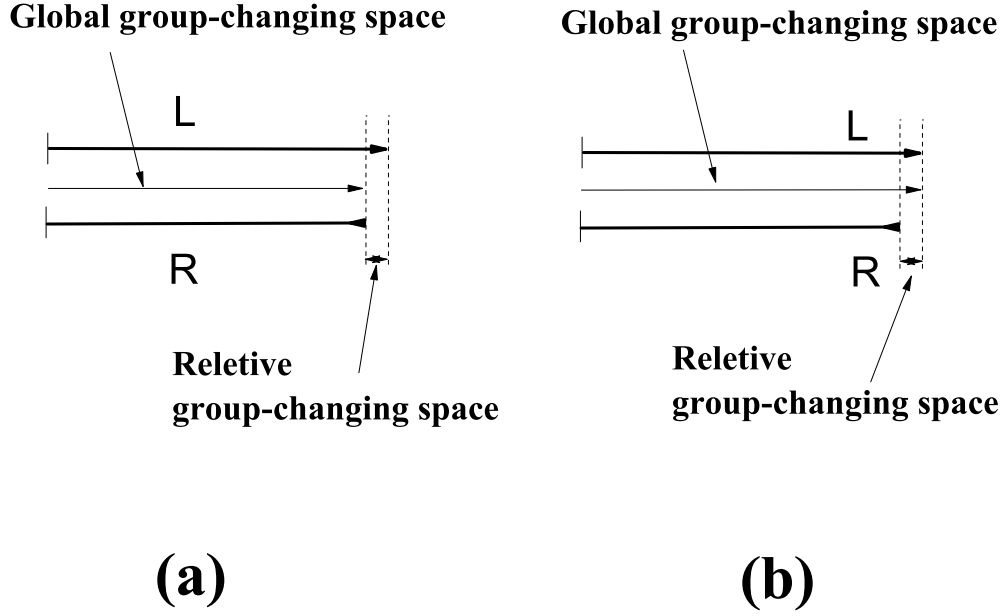 Global group-changing space
L
R
Reletive
group-changing space
(a)
Global group-changing space
L
R
Reletive
group-changing space
(b)